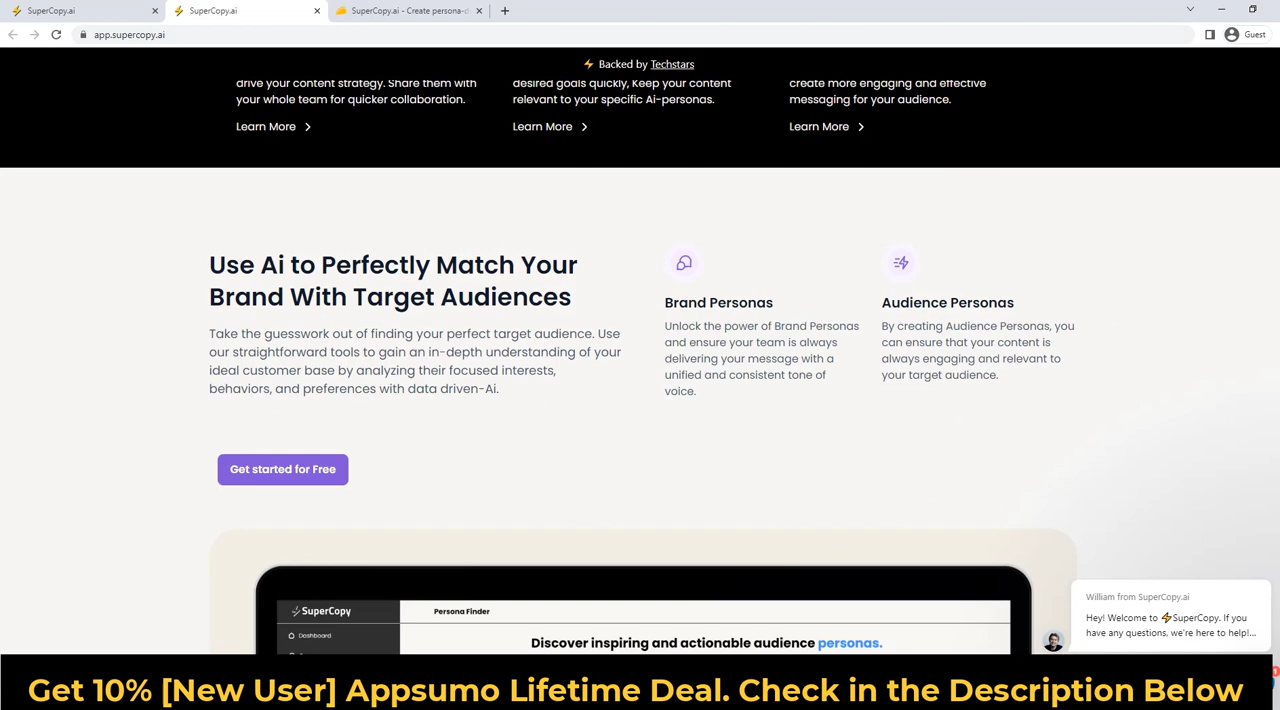 SuperCopy.ai
SuperCopy.ai
SuperCopy.ai - Create persona-d
app.supercopy.ai
Guest
Backed by Techstars
drive your content strategy. Share them with
your whole team for quicker collaboration.
Learn More
desired goals quickly, Keep your content
relevant to your specific Ai-personas.
Learn More
create more engaging and effective
messaging for your audience.
Learn More
Use Ai to Perfectly Match Your
Brand With Target Audiences
Take the guesswork out of finding your perfect target audience. Use
our straightforward tools to gain an in-depth understanding of your
ideal customer base by analyzing their focused interests,
behaviors, and preferences with data driven-Ai.
Get started for Free
Brand Personas
Unlock the power of Brand Personas
and ensure your team is always
delivering your message with a
unified and consistent tone of
voice.
Audience Personas
By creating Audience Personas, you
can ensure that your content is
always engaging and relevant to
your target audience.
SuperCopy
Dashboard
Persona Finder
Discover inspiring and actionable audience personas.
William from SuperCopy.ai
Hey! Welcome to ⚡SuperCopy. If you
have any questions, we're here to help!...
1
Get 10% [New User] Appsumo Lifetime Deal. Check in the Description Below